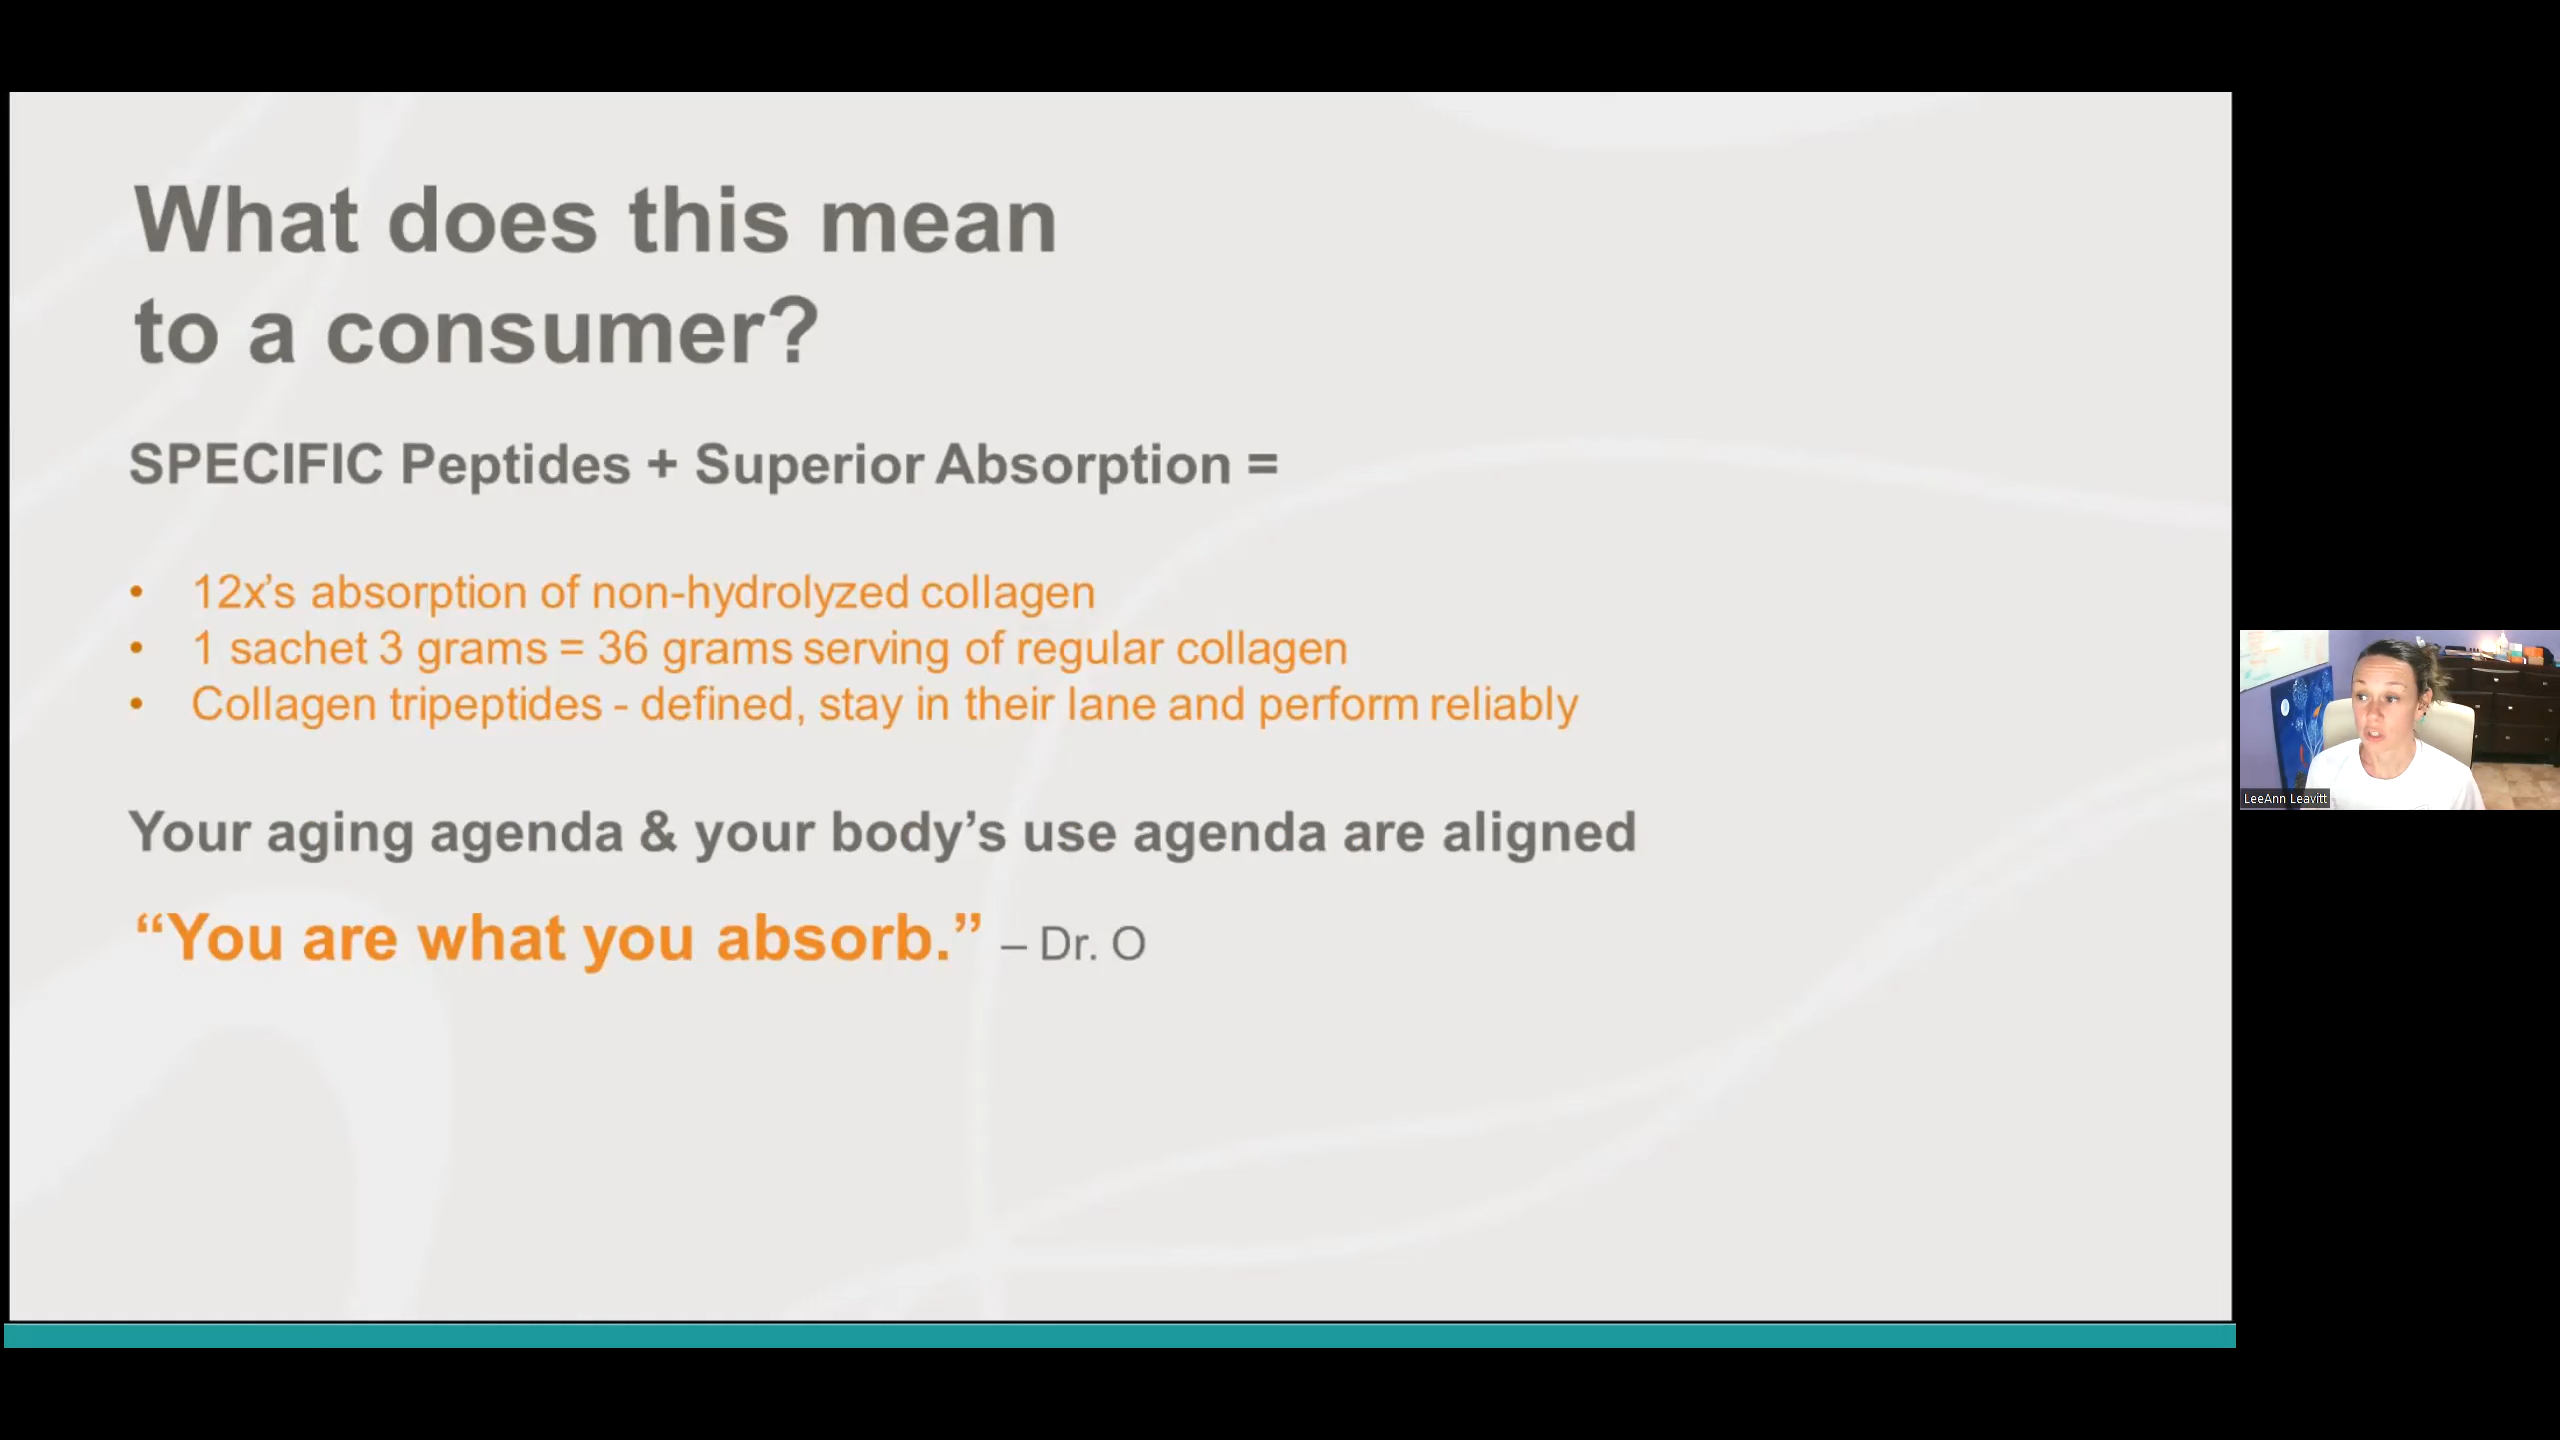 What does this mean
to a consumer?
SPECIFIC Peptides + Superior Absorption =
• 12x’s absorption of non-hydrolyzed collagen
• 1 sachet 3 grams = 36 grams serving of regular collagen
• Collagen tripeptides - defined, stay in their lane and perform reliably
Your aging agenda & your body’s use agenda are aligned
“You are what you absorb.” – Dr. O
LeeAnn Leavitt